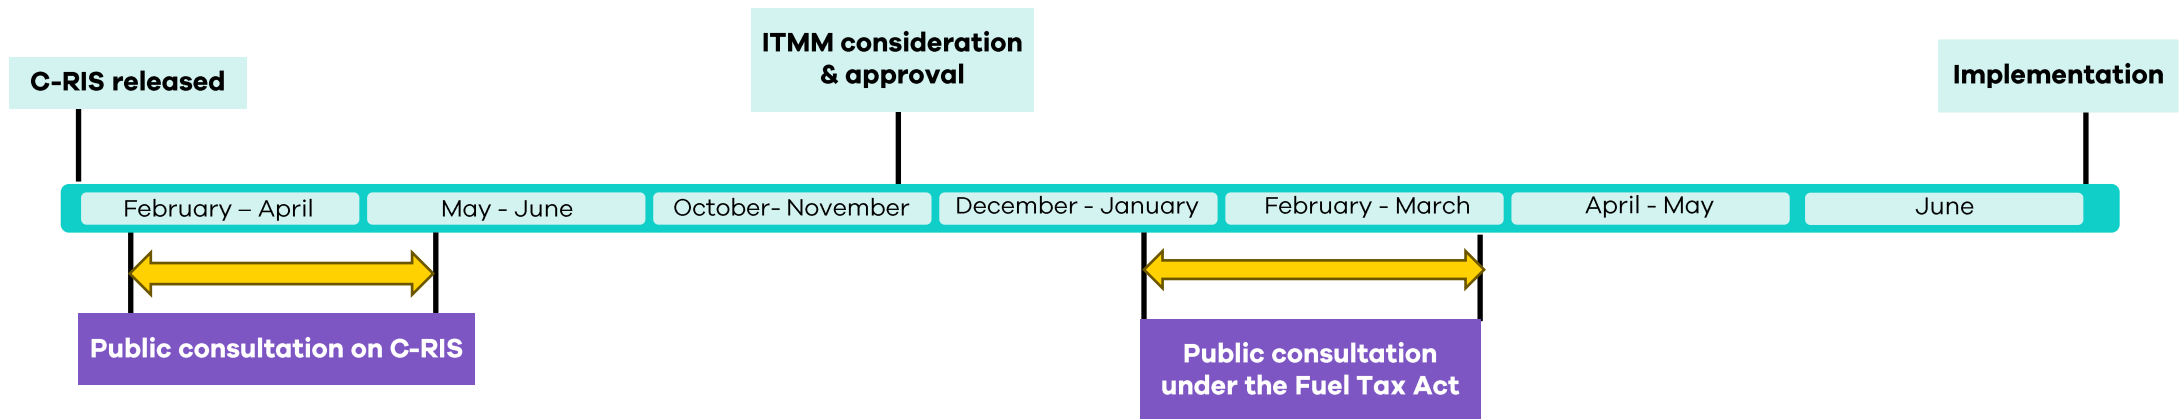 C-RIS released
ITMM consideration
& approval
Implementation
February – April
May - June
October- November
December - January
February - March
April - May
June
Public consultation on C-RIS
Public consultation
under the Fuel Tax Act